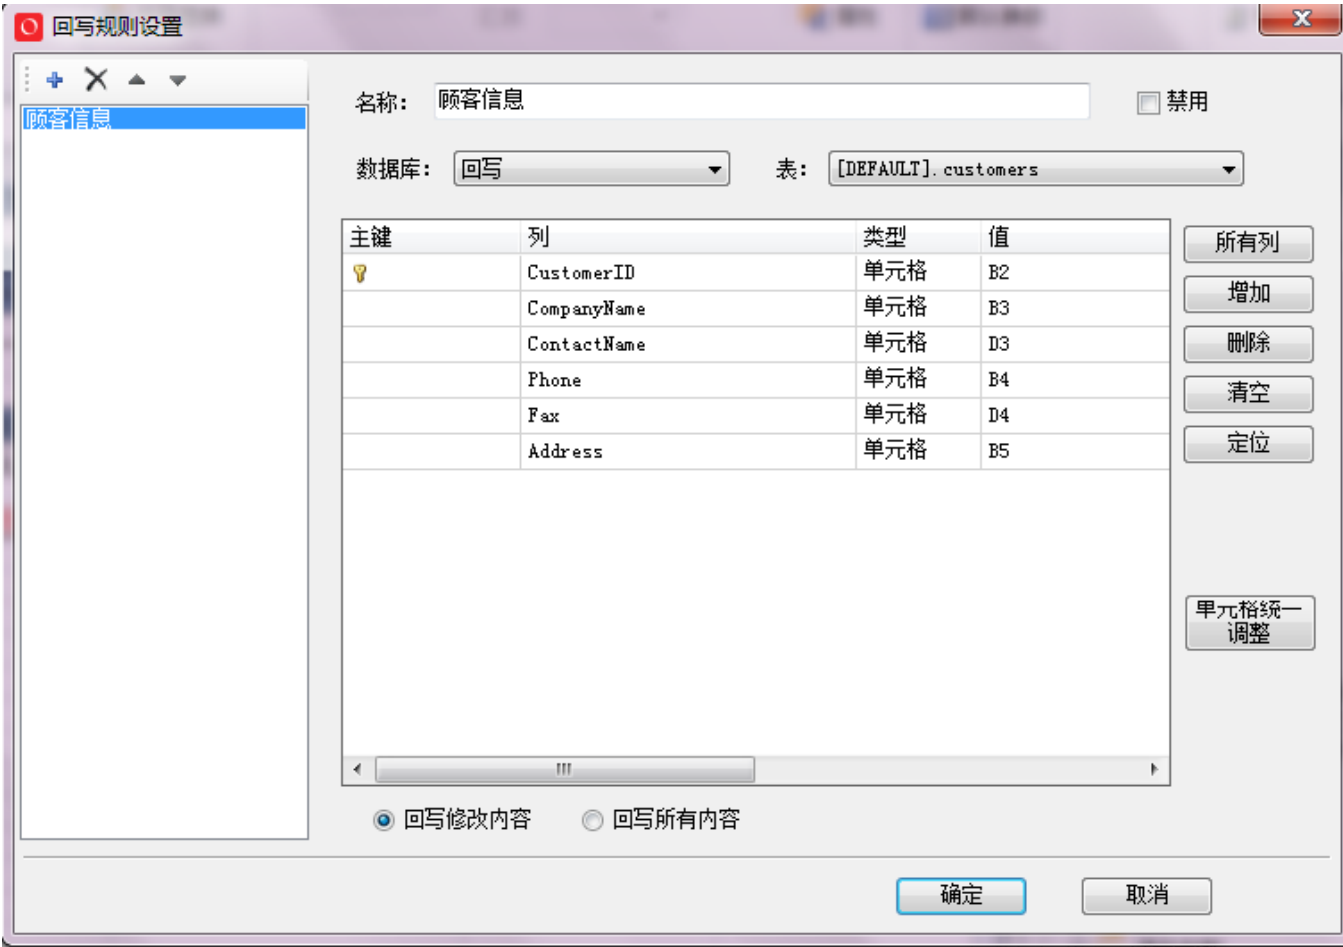 回写规则设置
顾客信息
名称： 顾客信息 禁用
数据库： 回写 表： [DEFAULT].customers
主键 列 类型 值
CustomerID 单元格 B2
CompanyName 单元格 B3
ContactName 单元格 D3
Phone 单元格 B4
Fax 单元格 D4
Address 单元格 B5
所有列
增加
删除
清空
定位
单元格统一
调整
回写修改内容 回写所有内容
确定 取消